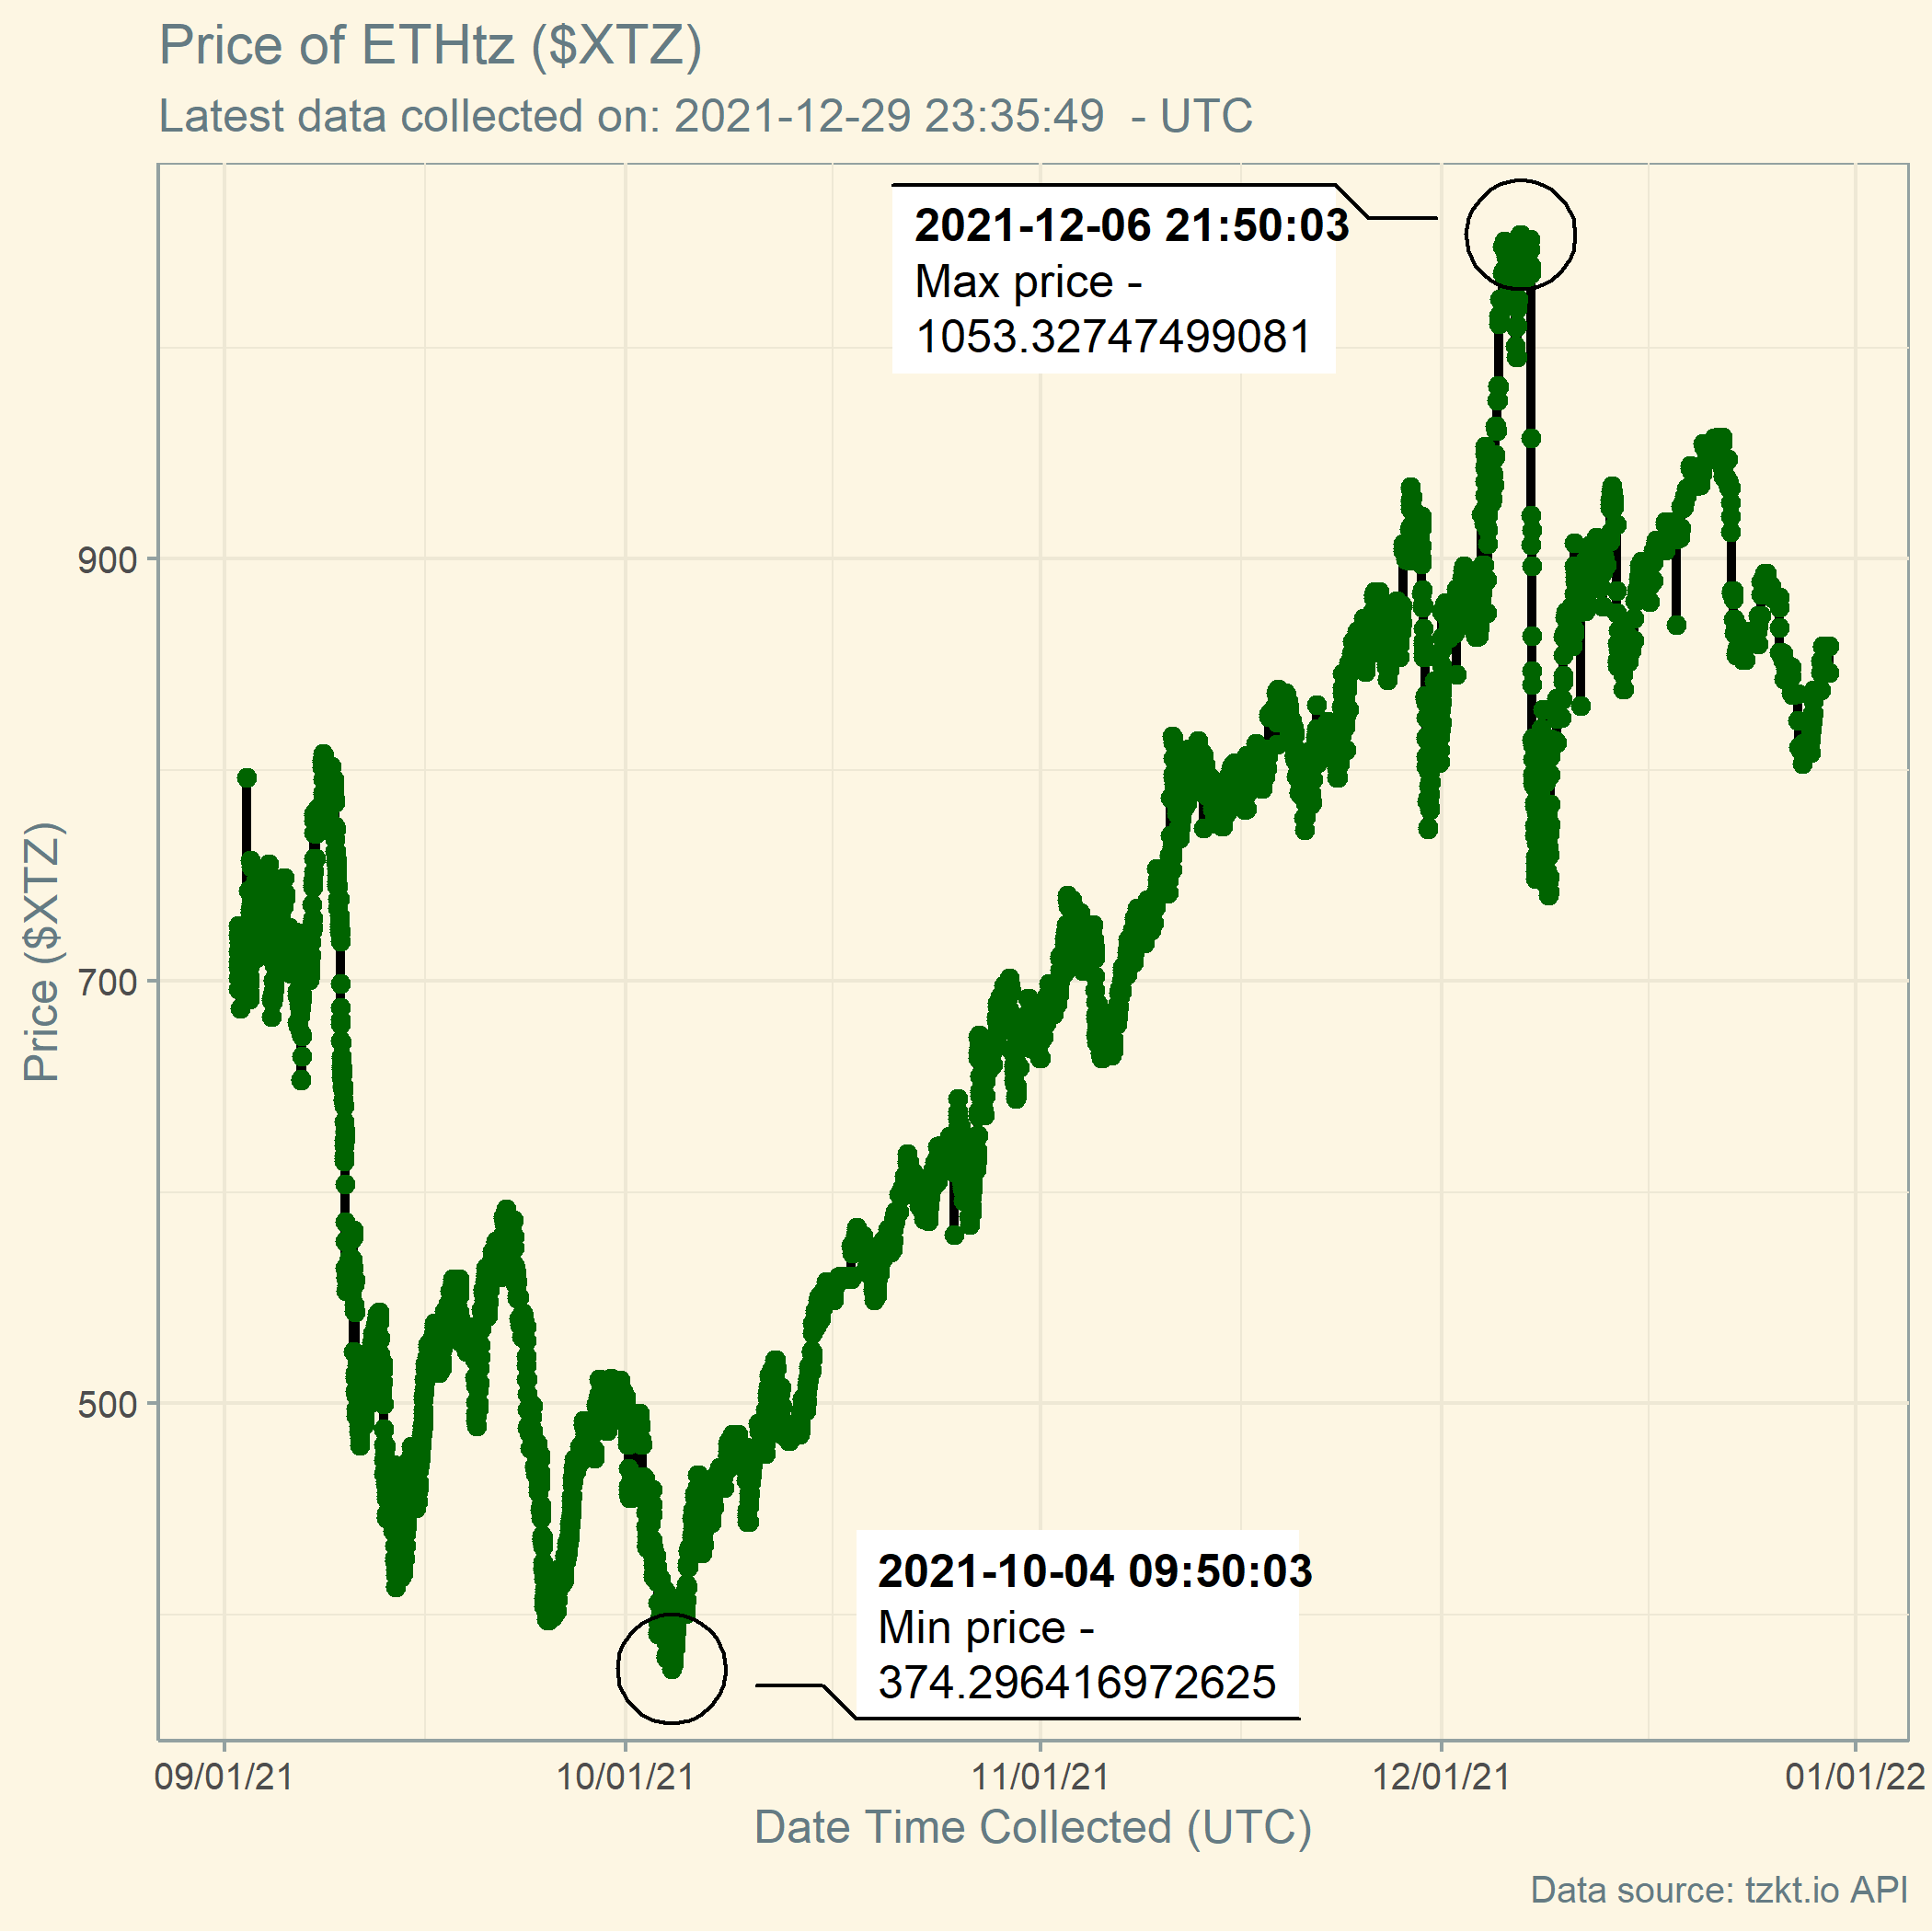 Price of ETHtz ($XTZ)
Latest data collected on: 2021-12-29 23:35:49  - UTC
2021-12-06 21:50:03
Max price -
1053.32747499081
900
700
500
Price ($XTZ)
2021-10-04 09:50:03
Min price -
374.296416972625
09/01/21
10/01/21
11/01/21
12/01/21
01/01/22
Date Time Collected (UTC)
Data source: tzkt.io API